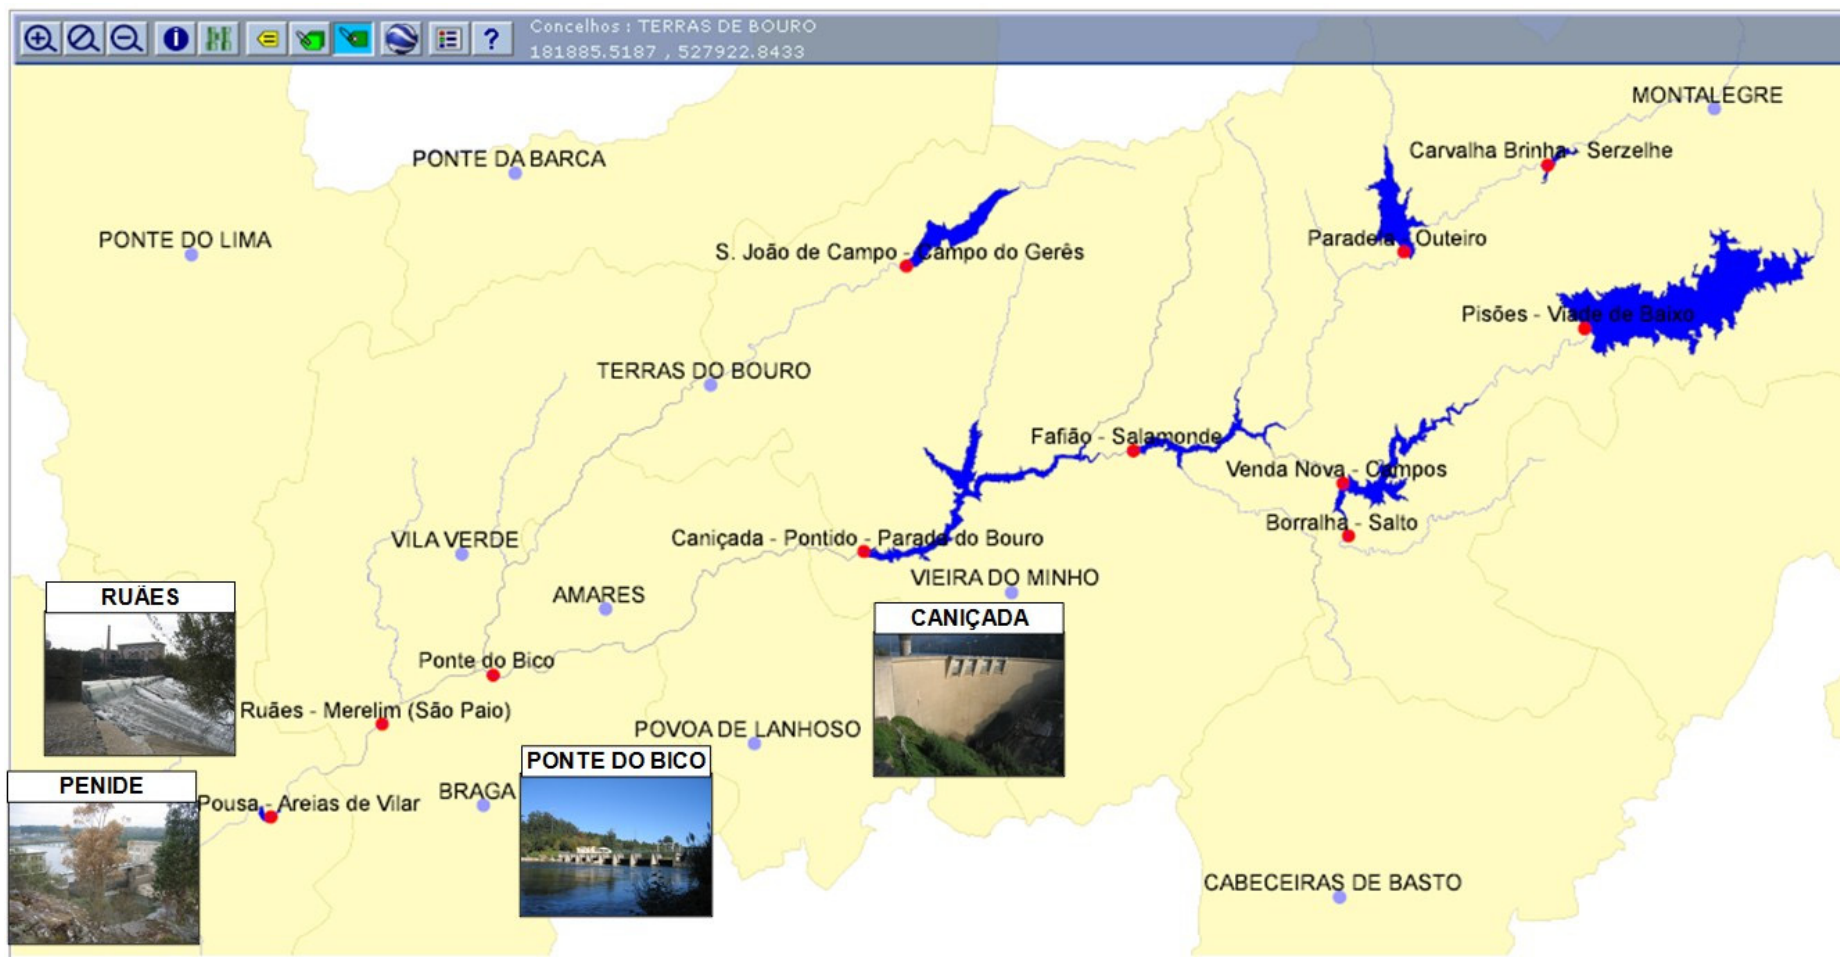 Concelhos : TERRAS DE BOURO
181885.5187 , 527922.8433
MONTALEGRE
PONTE DA BARCA
Carvalha Brinha - Serzelhe
PONTE DO LIMA
Paradela - Outeiro
S. João de Campo - Campo do Gerês
Pisões - Viade de Baixo
TERRAS DO BOURO
Fafião - Salamonde
Venda Nova - Campos
Borralha - Salto
VILA VERDE
Caniçada - Pontido - Parada do Bouro
VIEIRA DO MINHO
AMARES
RUÃES
CANIÇADA
Ponte do Bico
Ruães - Merelim (São Paio)
POVOA DE LANHOSO
PONTE DO BICO
PENIDE
BRAGA
Pousa - Areias de Vilar
CABECEIRAS DE BASTO